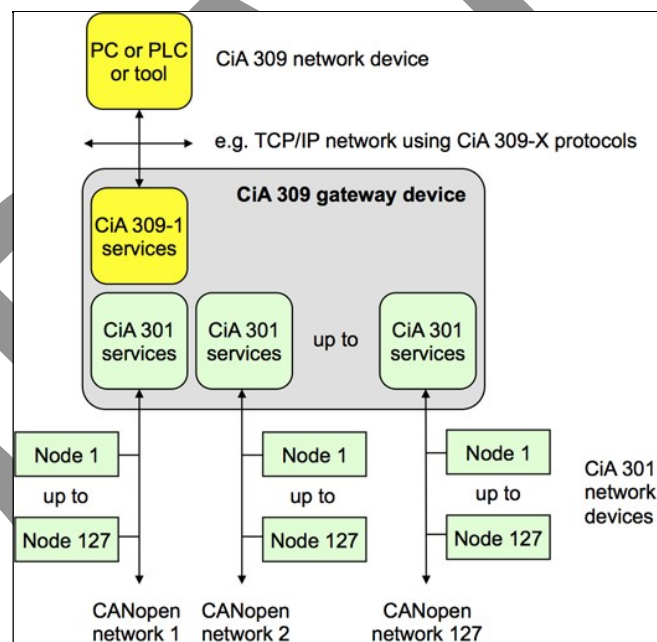 PC or PLC
or tool
CiA 309 network device
e.g. TCP/IP network using CiA 309-X protocols
CiA 309 gateway device
CiA 309-1
services
CiA 301
services
CiA 301
services
up to
CiA 301
services
Node 1
up to
Node 127
Node 1
up to
Node 127
Node 1
up to
Node 127
CiA 301
network
devices
CANopen
network 1
CANopen
network 2
CANopen
network 127